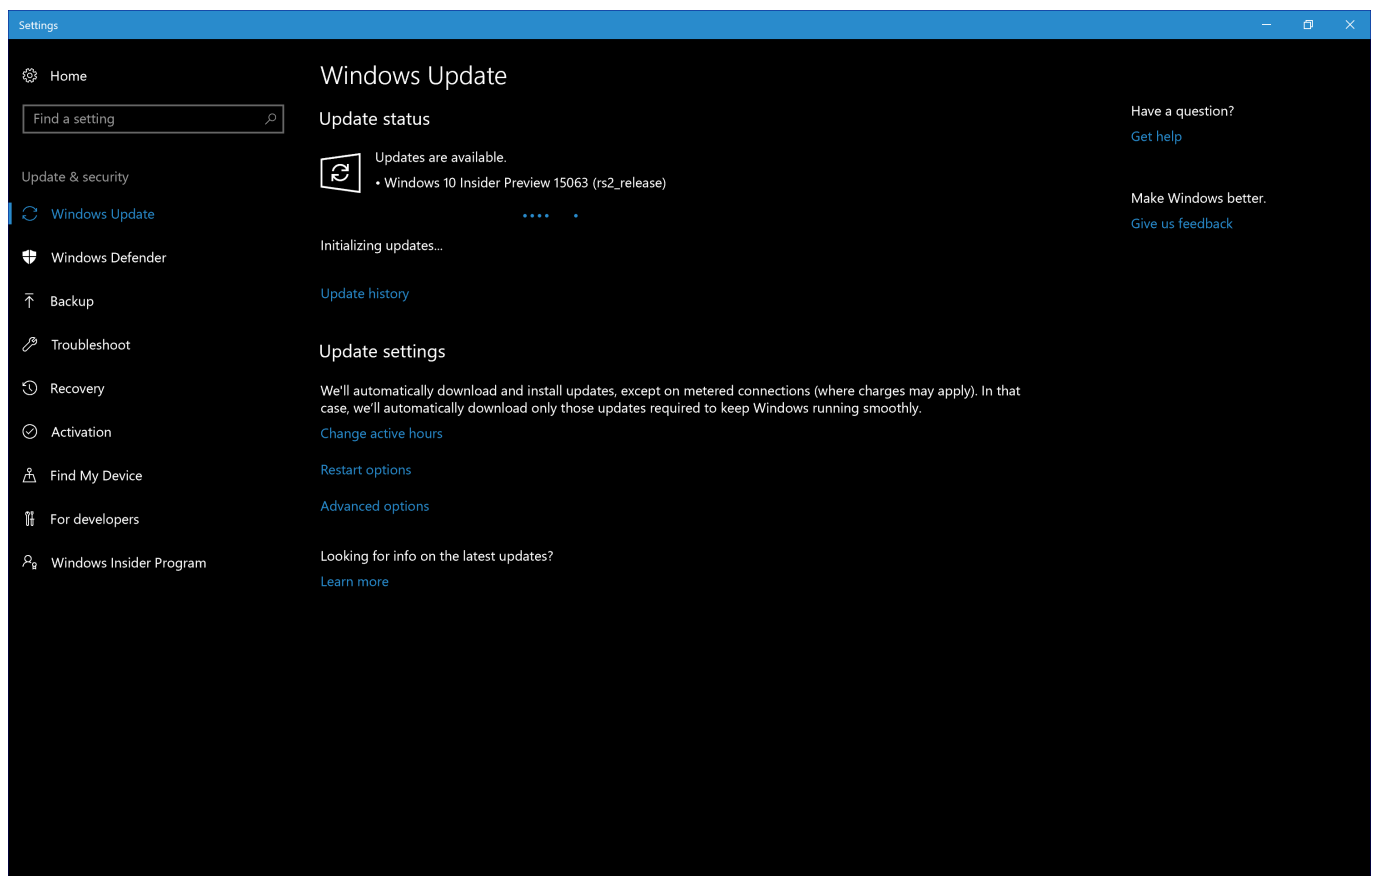 Settings
Home
Find a setting
Update & security
Windows Update
Windows Defender
Backup
Troubleshoot
Recovery
Activation
Find My Device
For developers
Windows Insider Program
Windows Update
Update status
Updates are available.
• Windows 10 Insider Preview 15063 (rs2_release)
Initializing updates...
Update history
Update settings
We'll automatically download and install updates, except on metered connections (where charges may apply). In that
case, we'll automatically download only those updates required to keep Windows running smoothly.
Change active hours
Restart options
Advanced options
Looking for info on the latest updates?
Learn more
Have a question?
Get help
Make Windows better.
Give us feedback